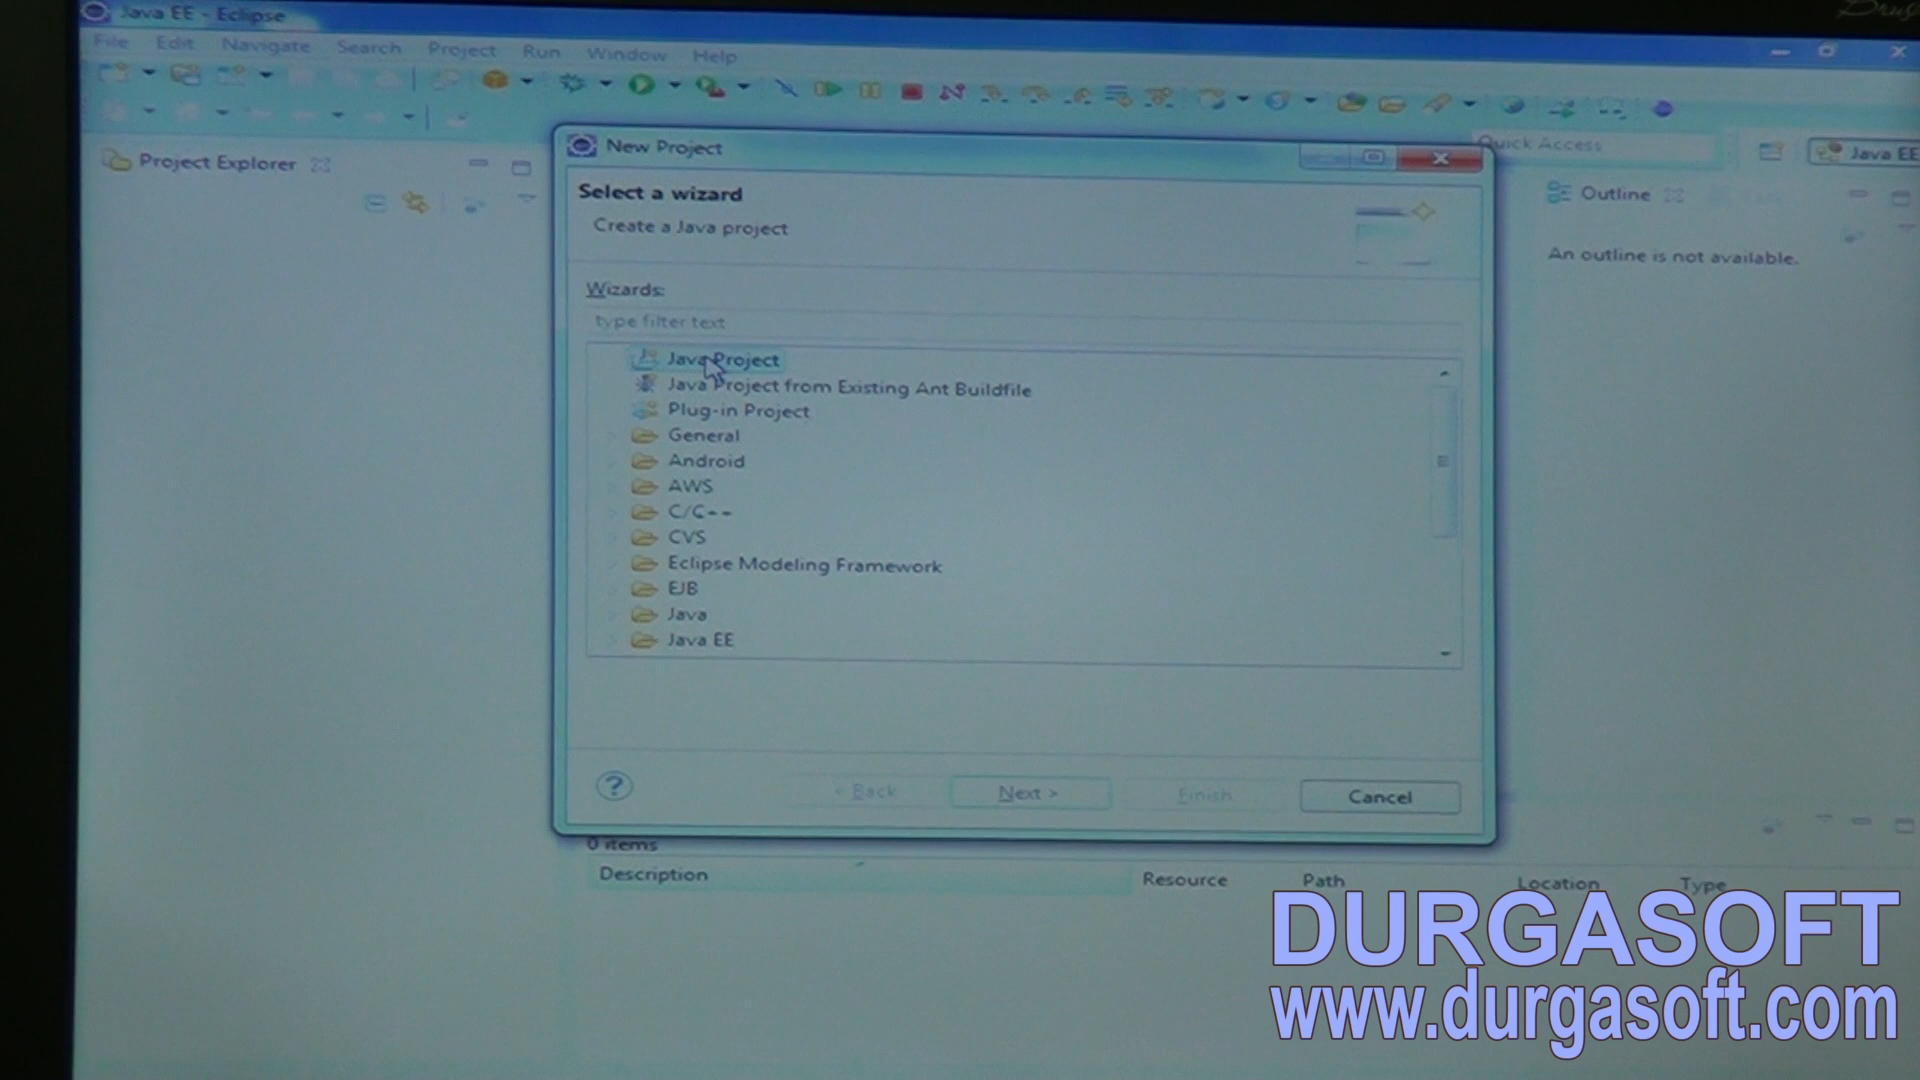 Java EE - Eclipse
File Edit Navigate Search Project Run Window Help
Quick Access
Java EE
Project Explorer
New Project
Select a wizard
Create a Java project
Wizards:
type filter text
Java Project
Java Project from Existing Ant Buildfile
Plug-in Project
General
Android
AWS
C/C++
CVS
Eclipse Modeling Framework
EJB
Java
Java EE
? < Back Next > Finish Cancel
Outline
An outline is not available.
0 items
Description Resource Path Location Type
DURGASOFT
www.durgasoft.com